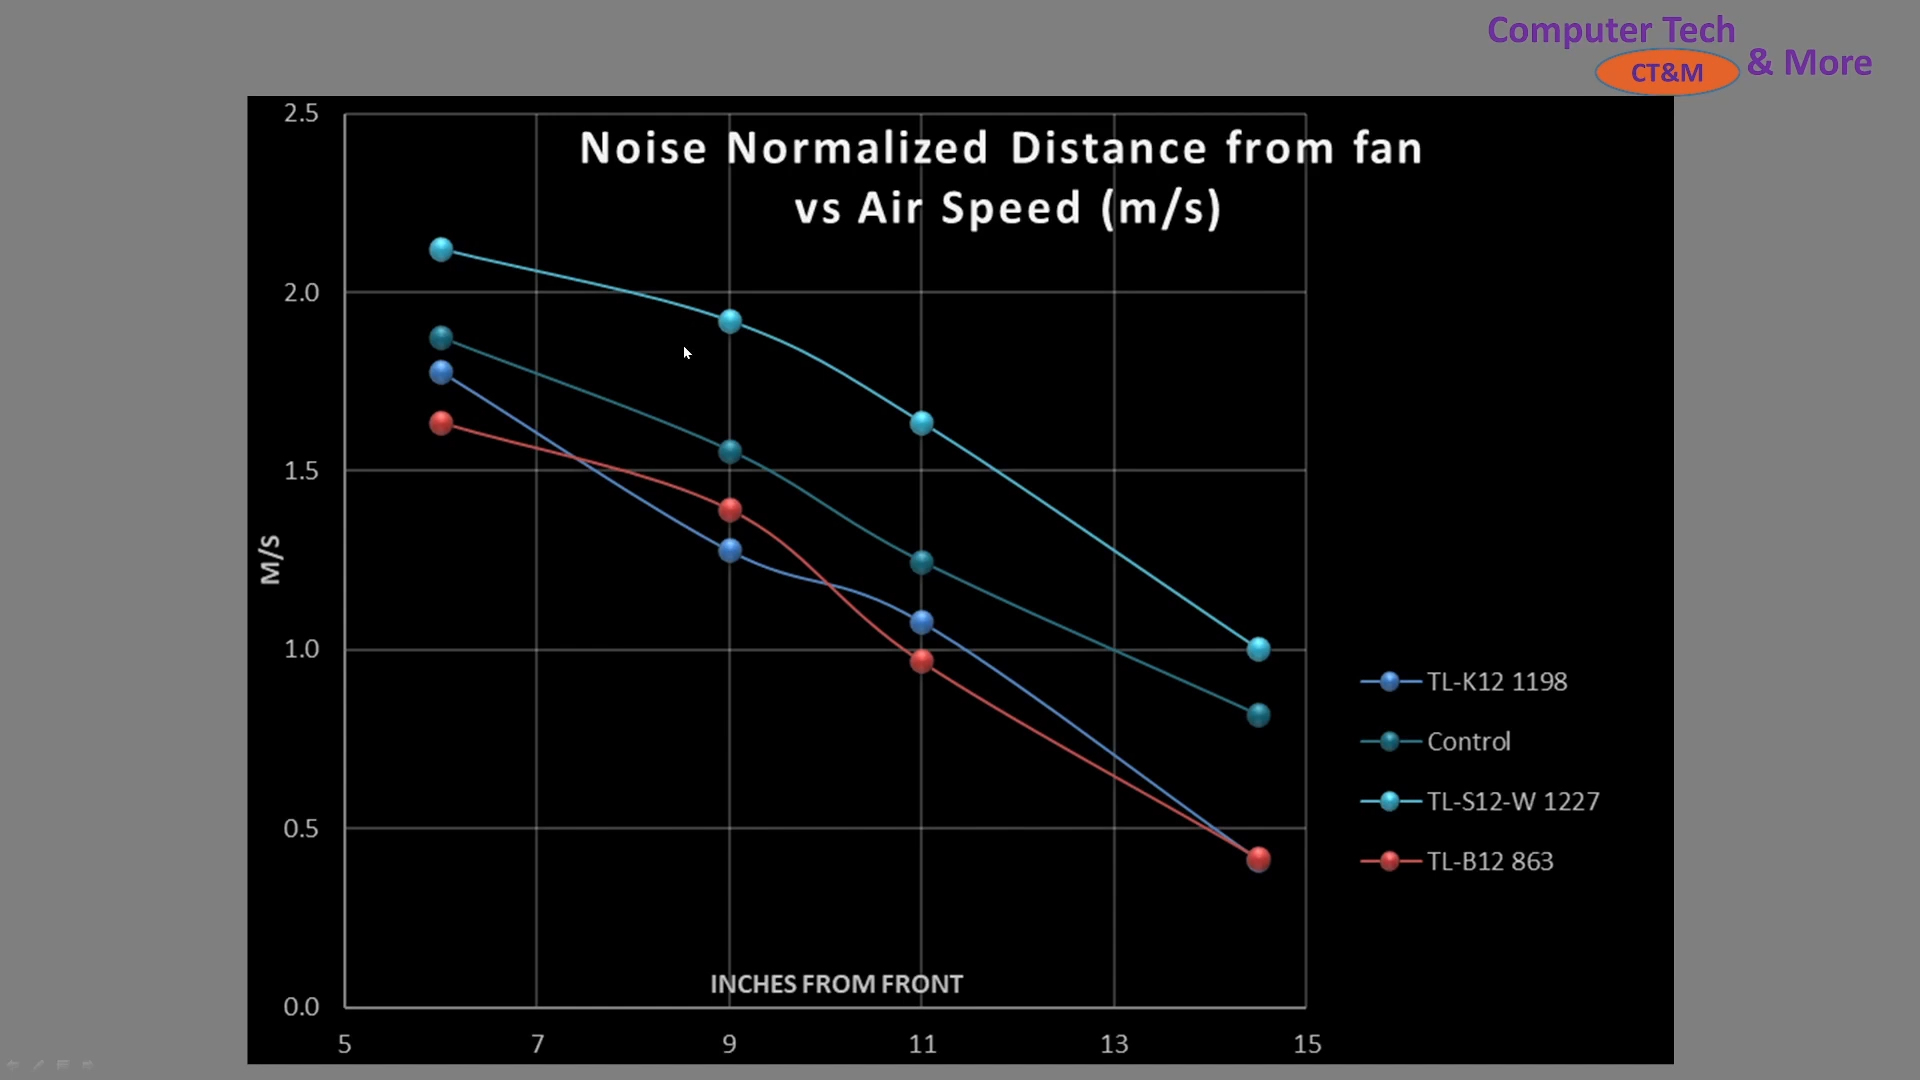 Computer Tech
CT&M & More
Noise Normalized Distance from fan
vs Air Speed (m/s)
2.5
2.0
1.5
1.0
0.5
0.0
M/s
INCHES FROM FRONT
5 7 9 11 13 15
TL-K12 1198
Control
TL-S12-W 1227
TL-B12 863